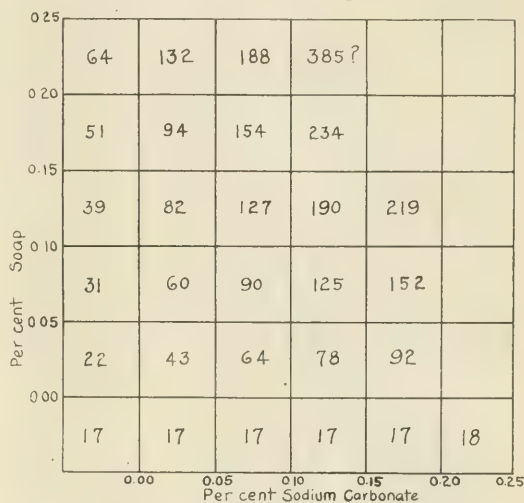 0.25
64 132 188 385?
0.20
51 94 154 234
0.15
39 82 127 190 219
0.10
31 60 90 125 152
0.05
22 43 64 78 92
0.00
17 17 17 17 17 18
0.00 0.05 0.10 0.15 0.20 0.25
Per cent Sodium Carbonate
Per cent Soap